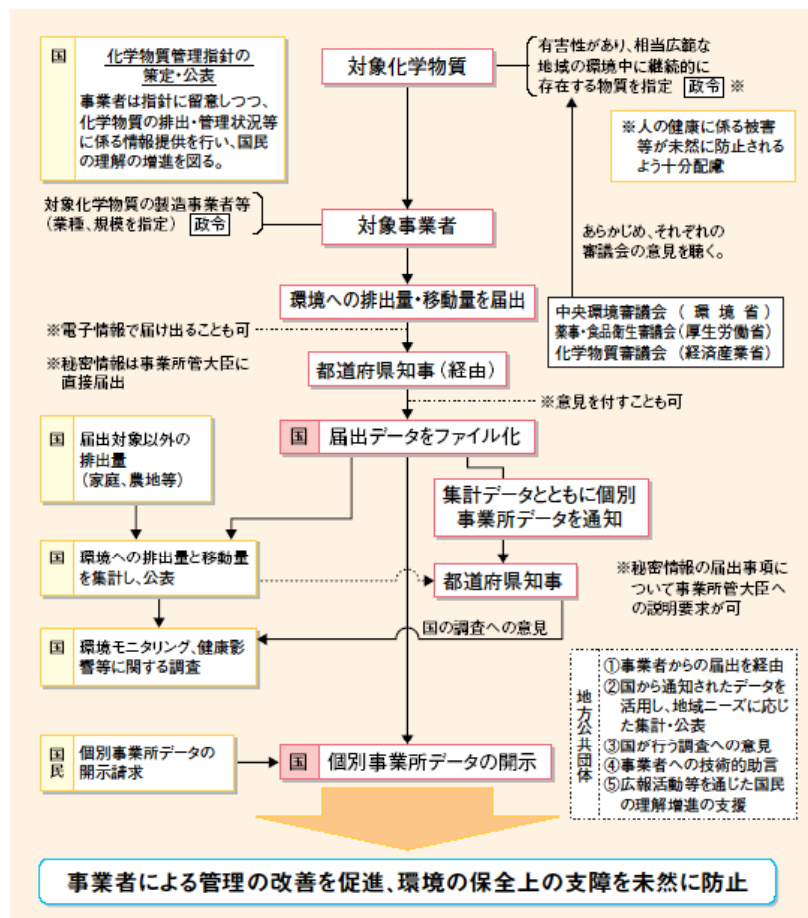 国
化学物質管理指針の
策定・公表
事業者は指針に留意しつつ、
化学物質の排出・管理状況等
に係る情報提供を行い、国民
の理解の増進を図る。
対象化学物質
有害性があり、相当広範な
地域の環境中に継続的に
存在する物質を指定 政令 ※
※人の健康に係る被害
等が未然に防止される
よう十分配慮
対象化学物質の製造事業者等
(業種、規模を指定) 政令
対象事業者
あらかじめ、それぞれの
審議会の意見を聴く。
環境への排出量・移動量を届出
中央環境審議会(環境省)
薬事・食品衛生審議会(厚生労働省)
化学物質審議会(経済産業省)
※電子情報で届け出ることも可
※秘密情報は事業所管大臣に
直接届出
都道府県知事(経由)
※意見を付すことも可
国 届出データをファイル化
国
届出対象以外の
排出量
(家庭、農地等)
集計データとともに個別
事業所データを通知
国
環境への排出量と移動量
を集計し、公表
都道府県知事
※秘密情報の届出事項に
ついて事業所管大臣へ
の説明要求が可
国の調査への意見
国
環境モニタリング、健康影
響等に関する調査
地方公共団体
①事業者からの届出を経由
②国から通知されたデータを
活用し、地域ニーズに応じ
た集計・公表
③国が行う調査への意見
④事業者への技術的助言
⑤広報活動等を通じた国民
の理解増進の支援
国民
個別事業所データの
開示請求
国 個別事業所データの開示
事業者による管理の改善を促進、環境の保全上の支障を未然に防止